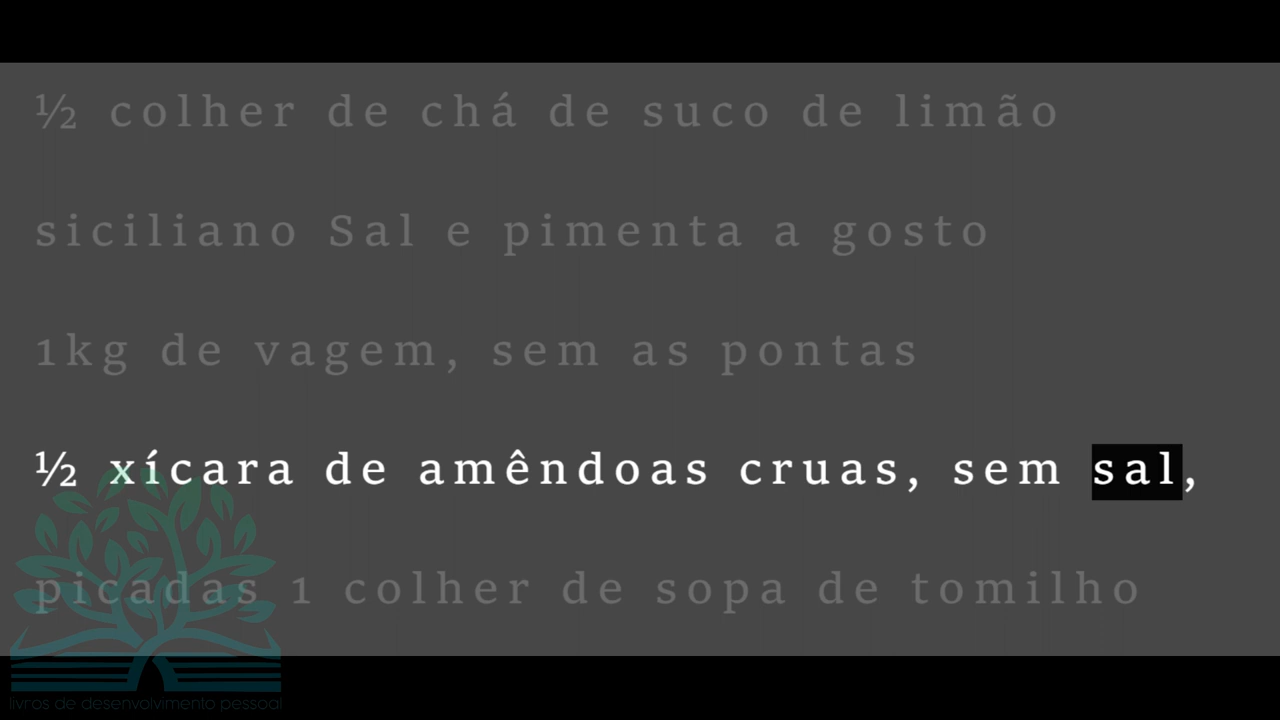 ½ colher de chá de suco de limão
siciliano Sal e pimenta a gosto
1kg de vagem, sem as pontas
½ xícara de amêndoas cruas, sem sal,
picadas 1 colher de sopa de tomilho
livros de desenvolvimento pessoal